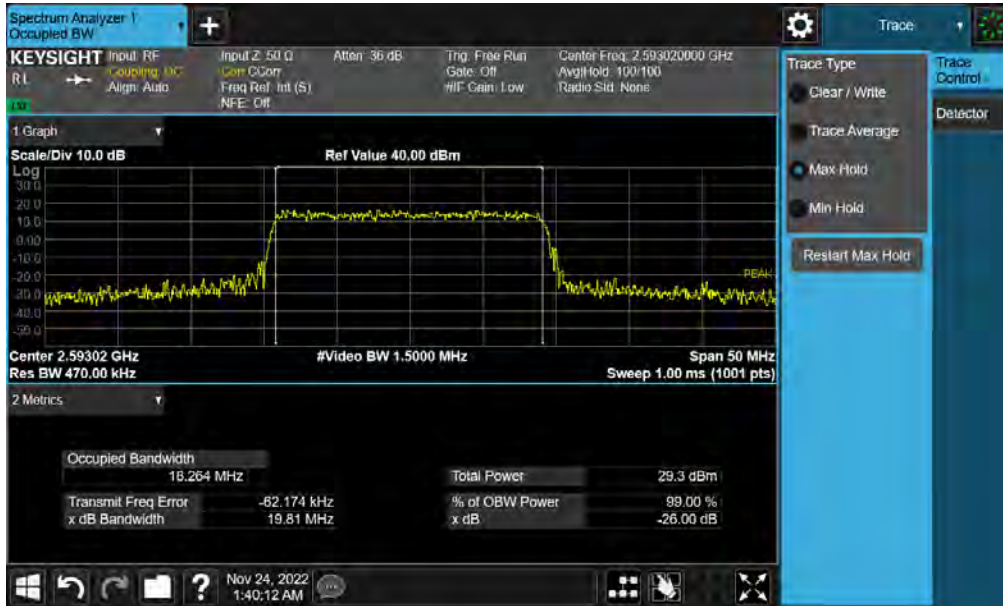 Spectrum Analyzer 1
Occupied BW
+
Trace
KEYSIGHT Input: RF Input Z: 50 Ω Atten: 36 dB Trig: Free Run Center Freq: 2.593020000 GHz
RL Coupling: DC Corr CCorr Gate: Off Avg|Hold: 100/100
Align: Auto Freq Ref: Int (S) #IF Gain: Low Radio Std: None
NFE: Off
1 Graph
Scale/Div 10.0 dB Ref Value 40.00 dBm
Log
30.0
20.0
10.0
0.00
-10.0
-20.0
-30.0
-40.0
-50.0
PEAK
Center 2.59302 GHz #Video BW 1.5000 MHz Span 50 MHz
Res BW 470.00 kHz Sweep 1.00 ms (1001 pts)
2 Metrics
Occupied Bandwidth
18.264 MHz Total Power 29.3 dBm
Transmit Freq Error -62.174 kHz % of OBW Power 99.00 %
x dB Bandwidth 19.81 MHz x dB -26.00 dB
Trace Type
Clear / Write
Trace Average
Max Hold
Min Hold
Restart Max Hold
Trace
Control
Detector
?
Nov 24, 2022
1:40:12 AM